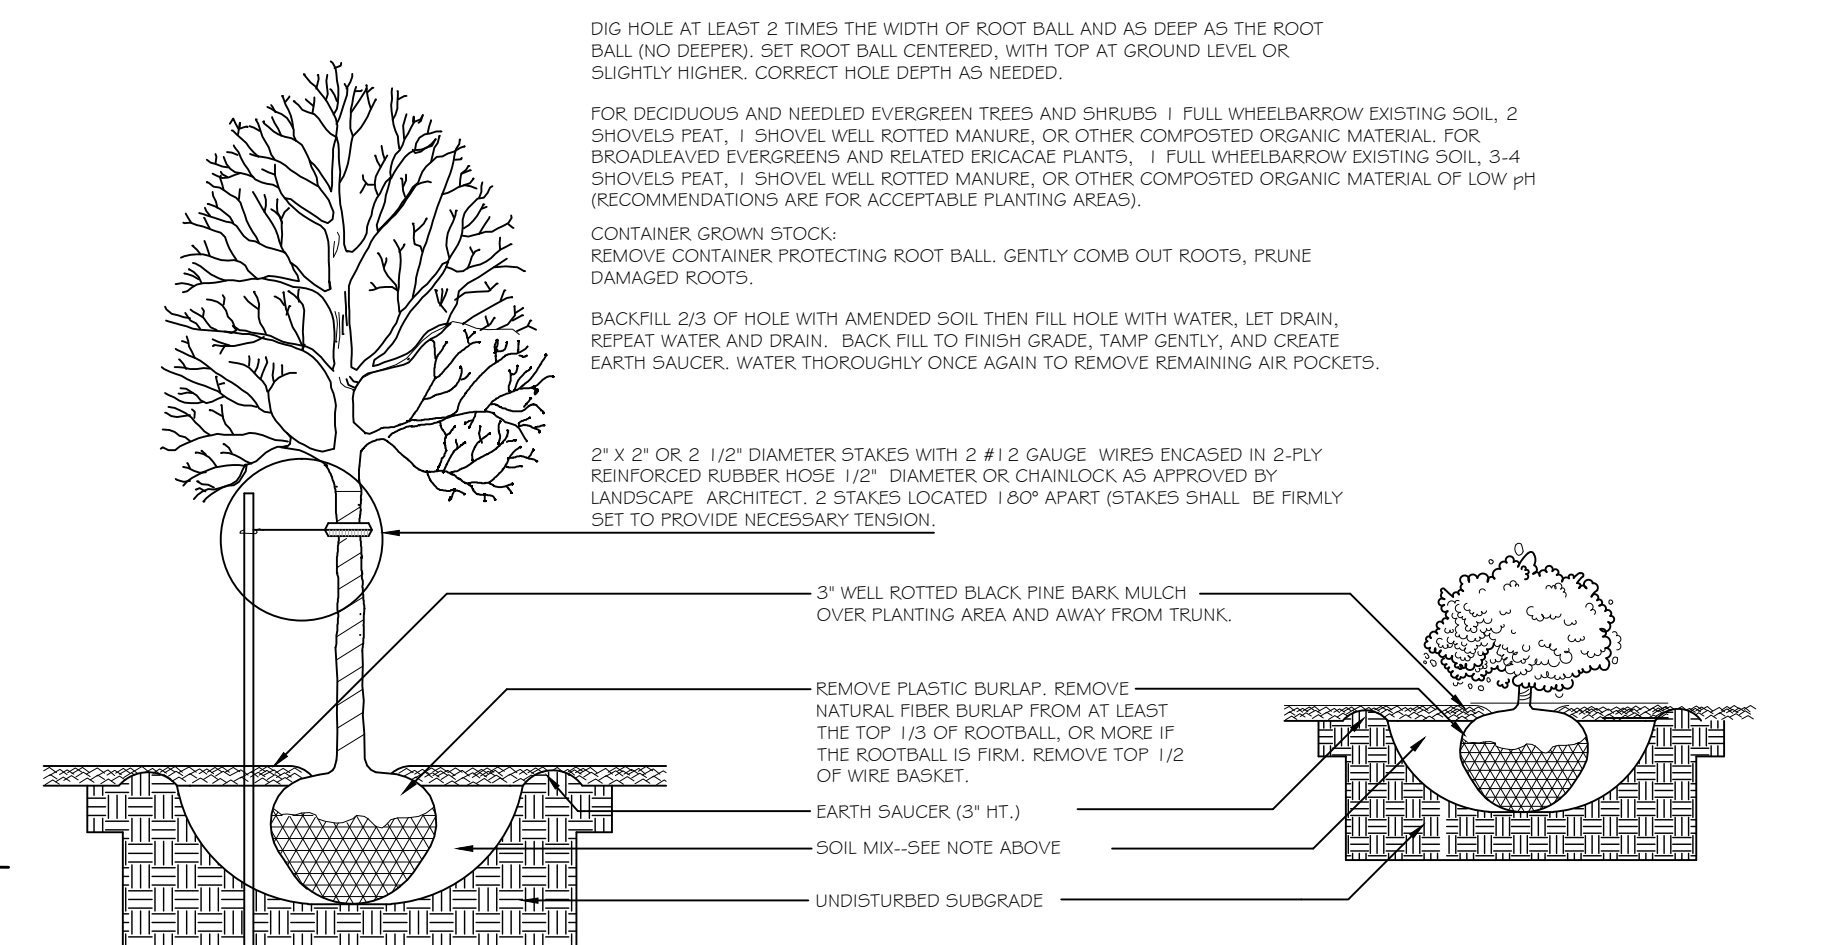 DIG HOLE AT LEAST 2 TIMES THE WIDTH OF ROOT BALL AND AS DEEP AS THE ROOT
BALL (NO DEEPER). SET ROOT BALL CENTERED, WITH TOP AT GROUND LEVEL OR
SLIGHTLY HIGHER. CORRECT HOLE DEPTH AS NEEDED.
FOR DECIDUOUS AND NEEDLED EVERGREEN TREES AND SHRUBS 1 FULL WHEELBARROW EXISTING SOIL, 2
SHOVELS PEAT, 1 SHOVEL WELL ROTTED MANURE, OR OTHER COMPOSTED ORGANIC MATERIAL. FOR
BROADLEAVED EVERGREENS AND RELATED ERICACAE PLANTS, 1 FULL WHEELBARROW EXISTING SOIL, 3-4
SHOVELS PEAT, 1 SHOVEL WELL ROTTED MANURE, OR OTHER COMPOSTED ORGANIC MATERIAL OF LOW pH
(RECOMMENDATIONS ARE FOR ACCEPTABLE PLANTING AREAS).
CONTAINER GROWN STOCK:
REMOVE CONTAINER PROTECTING ROOT BALL. GENTLY COMB OUT ROOTS, PRUNE
DAMAGED ROOTS.
BACKFILL 2/3 OF HOLE WITH AMENDED SOIL THEN FILL HOLE WITH WATER, LET DRAIN,
REPEAT WATER AND DRAIN. BACK FILL TO FINISH GRADE, TAMP GENTLY, AND CREATE
EARTH SAUCER. WATER THOROUGHLY ONCE AGAIN TO REMOVE REMAINING AIR POCKETS.
2" X 2" OR 2 1/2" DIAMETER STAKES WITH 2 #12 GAUGE WIRES ENCASED IN 2-PLY
REINFORCED RUBBER HOSE 1/2" DIAMETER OR CHAINLOCK AS APPROVED BY
LANDSCAPE ARCHITECT. 2 STAKES LOCATED 180° APART (STAKES SHALL BE FIRMLY
SET TO PROVIDE NECESSARY TENSION.
3" WELL ROTTED BLACK PINE BARK MULCH
OVER PLANTING AREA AND AWAY FROM TRUNK.
REMOVE PLASTIC BURLAP. REMOVE
NATURAL FIBER BURLAP FROM AT LEAST
THE TOP 1/3 OF ROOTBALL, OR MORE IF
THE ROOTBALL IS FIRM. REMOVE TOP 1/2
OF WIRE BASKET.
EARTH SAUCER (3" HT.)
SOIL MIX--SEE NOTE ABOVE
UNDISTURBED SUBGRADE